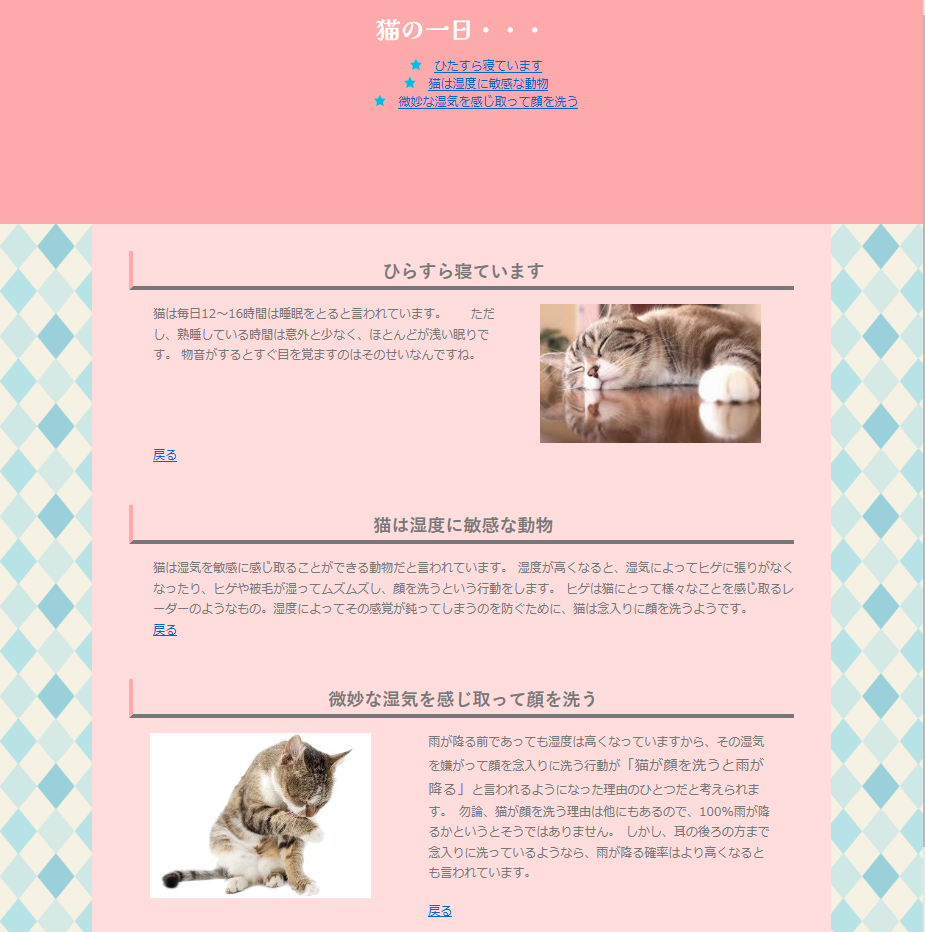 猫の一日・・・
★ ひたすら寝ています
★ 猫は湿度に敏感な動物
★ 微妙な湿気を感じ取って顔を洗う
ひらすら寝ています
猫は毎日12～16時間は睡眠をとると言われています。　　ただ
し、熟睡している時間は意外と少なく、ほとんどが浅い眠りで
す。 物音がするとすぐ目を覚ますのはそのせいなんですね。
戻る
猫は湿度に敏感な動物
猫は湿気を敏感に感じ取ることができる動物だと言われています。 湿度が高くなると、湿気によってヒゲに張りがなく
なったり、ヒゲや被毛が湿ってムズムズし、顔を洗うという行動をします。 ヒゲは猫にとって様々なことを感じ取るレ
ーダーのようなもの。湿度によってその感覚が鈍ってしまうのを防ぐために、猫は念入りに顔を洗うようです。
戻る
微妙な湿気を感じ取って顔を洗う
雨が降る前であっても湿度は高くなっていますから、その湿気
を嫌がって顔を念入りに洗う行動が「猫が顔を洗うと雨が
降る」と言われるようになった理由のひとつだと考えられま
す。 勿論、猫が顔を洗う理由は他にもあるので、100%雨が降
るかというとそうではありません。 しかし、耳の後ろの方まで
念入りに洗っているようなら、雨が降る確率はより高くなると
も言われています。
戻る